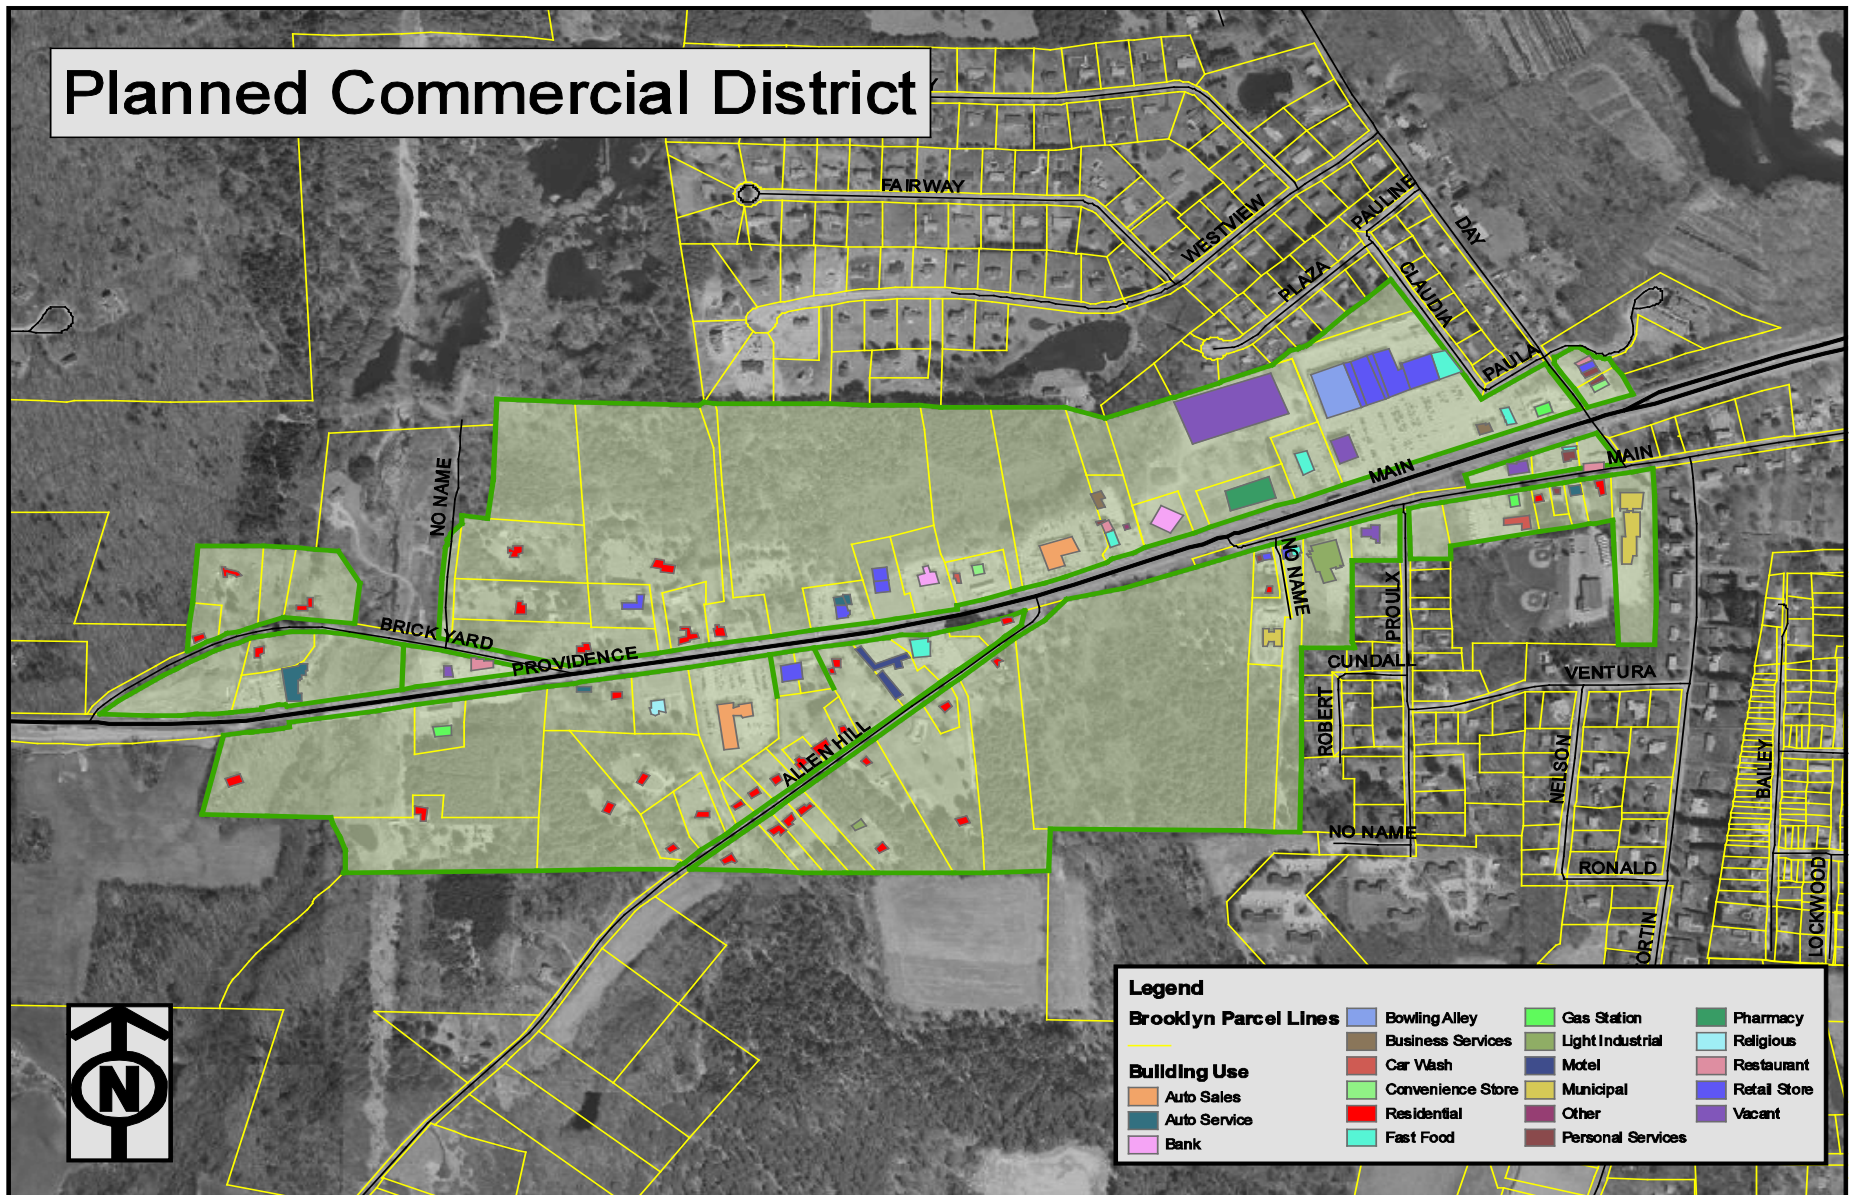 Planned Commercial District
Y
FAIRWAY
WESTVIEW
PAULINE
DAY
PLAZA
CLAUDIA
PAULA
MAIN
MAIN
NO NAME
BRICK YARD
PROVIDENCE
NO NAME
PROULX
CUNDALL
VENTURA
ROBERT
ALLEN HILL
NELSON
BAILEY
NO NAME
RONALD
LOCKWOOD
ORTIN
N
Legend
Brooklyn Parcel Lines
Building Use
Auto Sales
Auto Service
Bank
Bowling Alley
Business Services
Car Wash
Convenience Store
Residential
Fast Food
Gas Station
Light Industrial
Motel
Municipal
Other
Personal Services
Pharmacy
Religious
Restaurant
Retail Store
Vacant